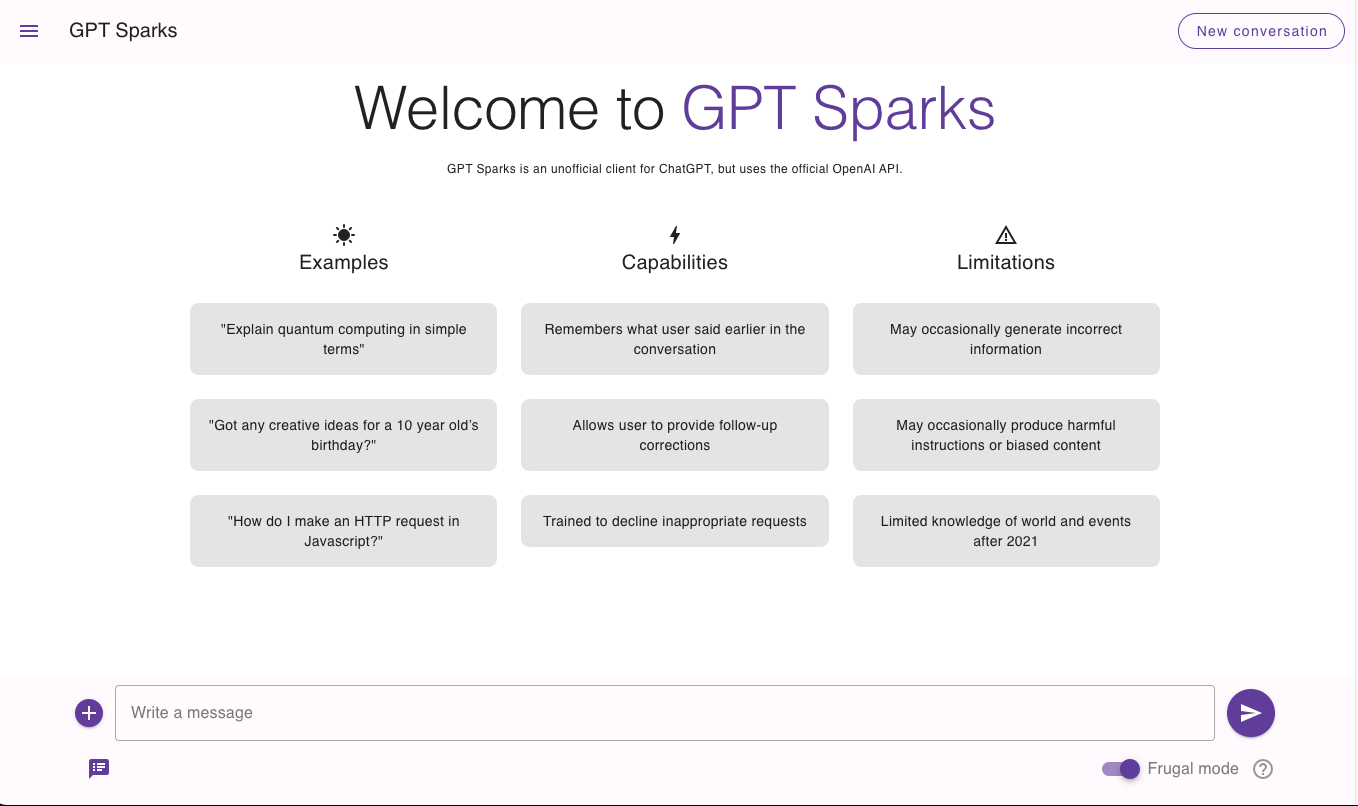 GPT Sparks
New conversation
Welcome to GPT Sparks
GPT Sparks is an unofficial client for ChatGPT, but uses the official OpenAI API.
Examples
"Explain quantum computing in simple
terms"
"Got any creative ideas for a 10 year old's
birthday?"
"How do I make an HTTP request in
Javascript?"
Capabilities
Remembers what user said earlier in the
conversation
Allows user to provide follow-up
corrections
Trained to decline inappropriate requests
Limitations
May occasionally generate incorrect
information
May occasionally produce harmful
instructions or biased content
Limited knowledge of world and events
after 2021
Write a message
Frugal mode